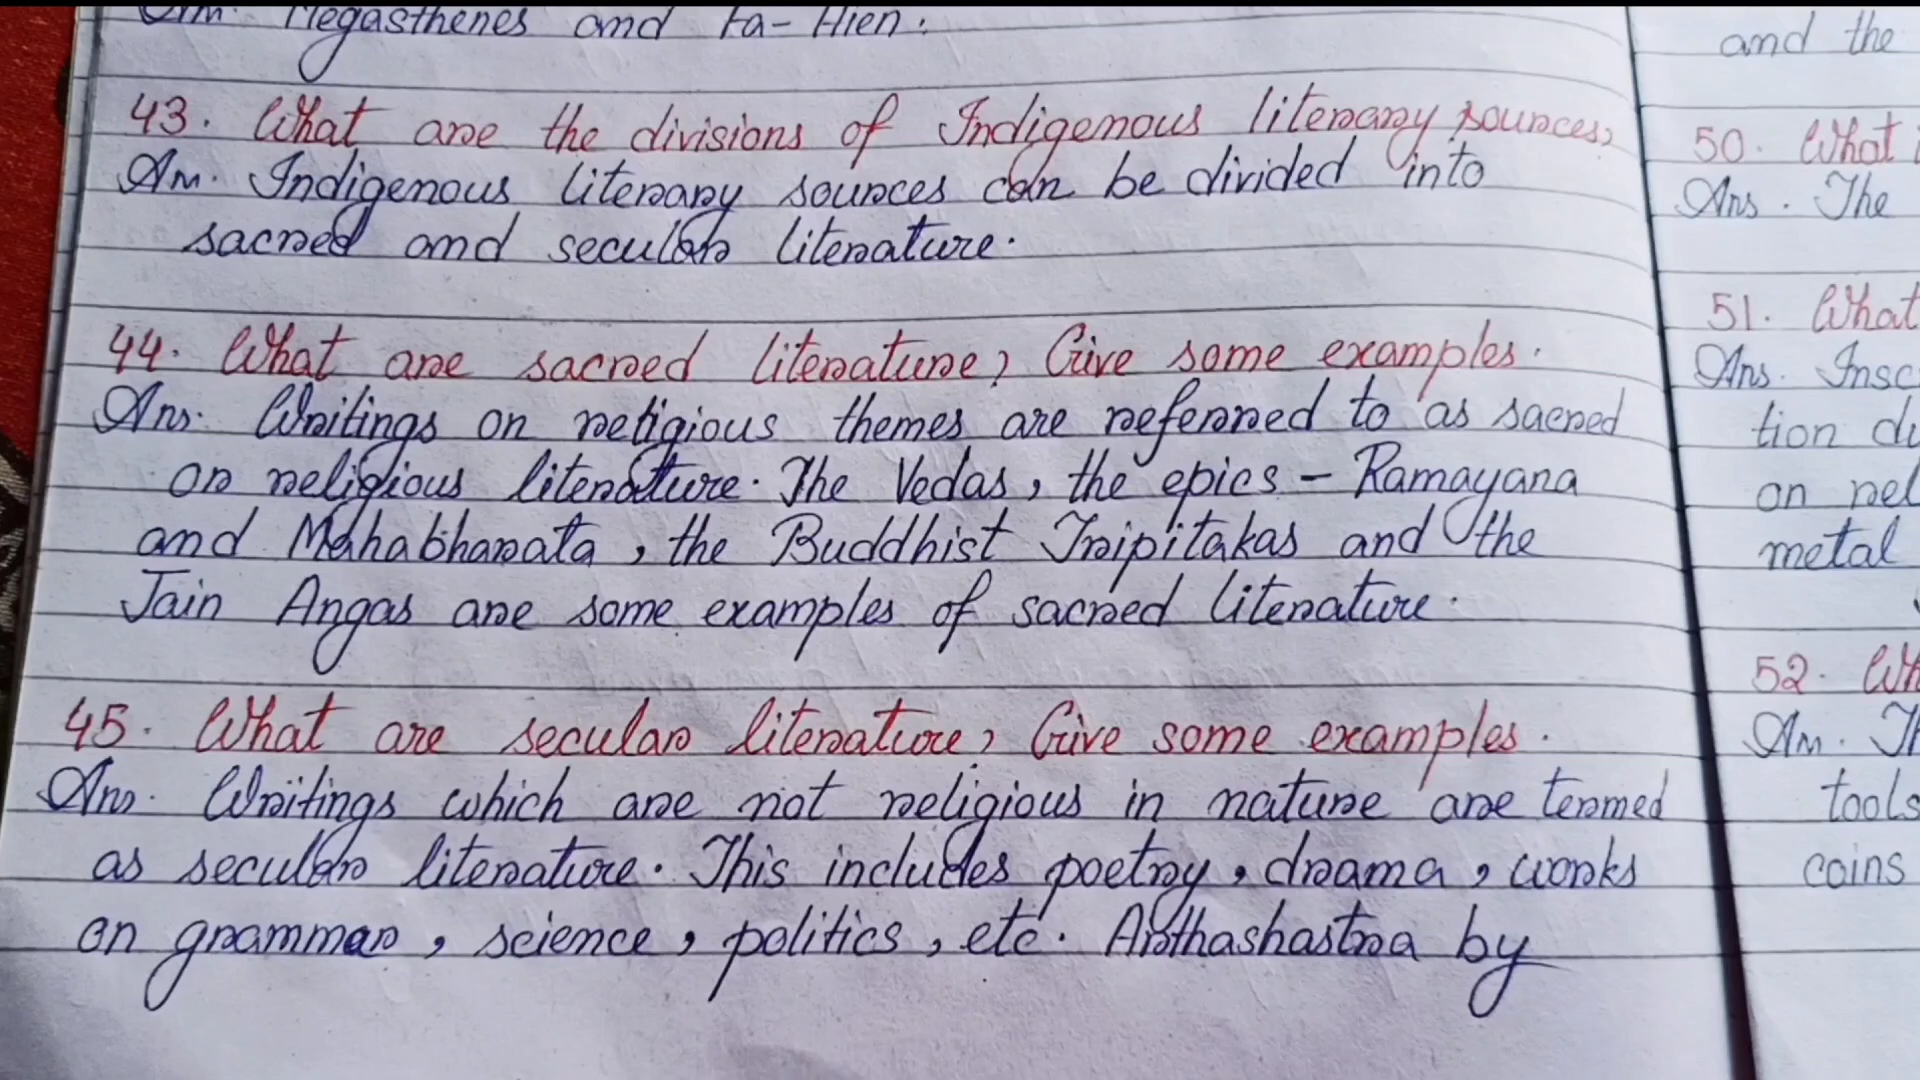 Ans. Megasthenes and Fa-Hien.
43. What are the divisions of Indigenous literary sources?
Ans. Indigenous literary sources can be divided into
sacred and secular literature.
44. What are sacred literature? Give some examples.
Ans. Writings on religious themes are referred to as sacred
or religious literature. The Vedas, the epics - Ramayana
and Mahabharata, the Buddhist Tripitakas and the
Jain Angas are some examples of sacred literature.
45. What are secular literature? Give some examples.
Ans. Writings which are not religious in nature are termed
as secular literature. This includes poetry, drama, works
on grammar, science, politics, etc. Arthashastra by
and the
50. What
Ans. The
51. What
Ans. Insc
tion du
on rel
metal
52. Wh
Ans. Th
tools
coins